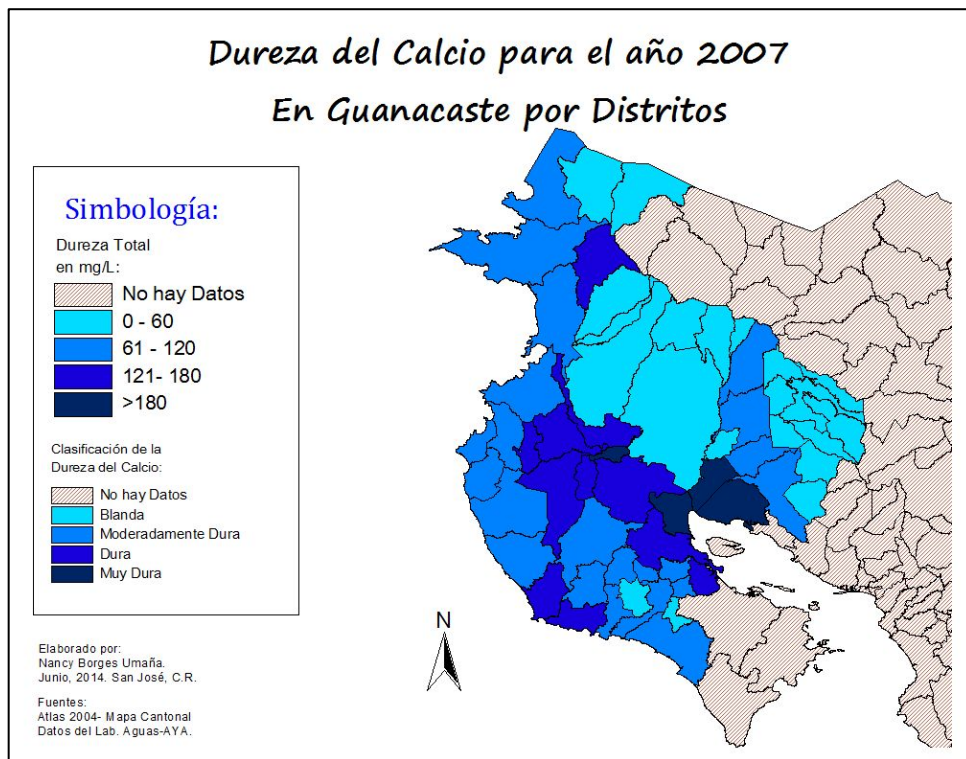 Dureza del Calcio para el año 2007
En Guanacaste por Distritos
Simbología:
Dureza Total
en mg/L:
No hay Datos
0 - 60
61 - 120
121- 180
>180
Clasificación de la
Dureza del Calcio:
No hay Datos
Blanda
Moderadamente Dura
Dura
Muy Dura
N
Elaborado por:
Nancy Borges Umaña.
Junio, 2014. San José, C.R.
Fuentes:
Atlas 2004- Mapa Cantonal
Datos del Lab. Aguas-AYA.